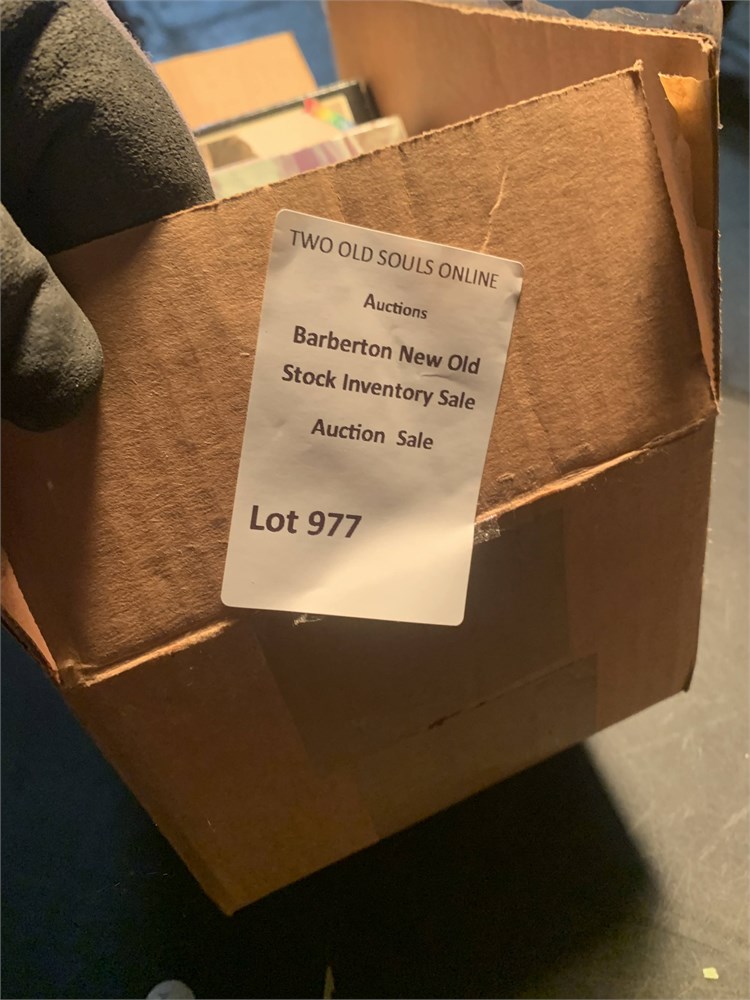 TWO OLD SOULS ONLINE
Auctions
Barberton New Old
Stock Inventory Sale
Auction Sale
Lot 977